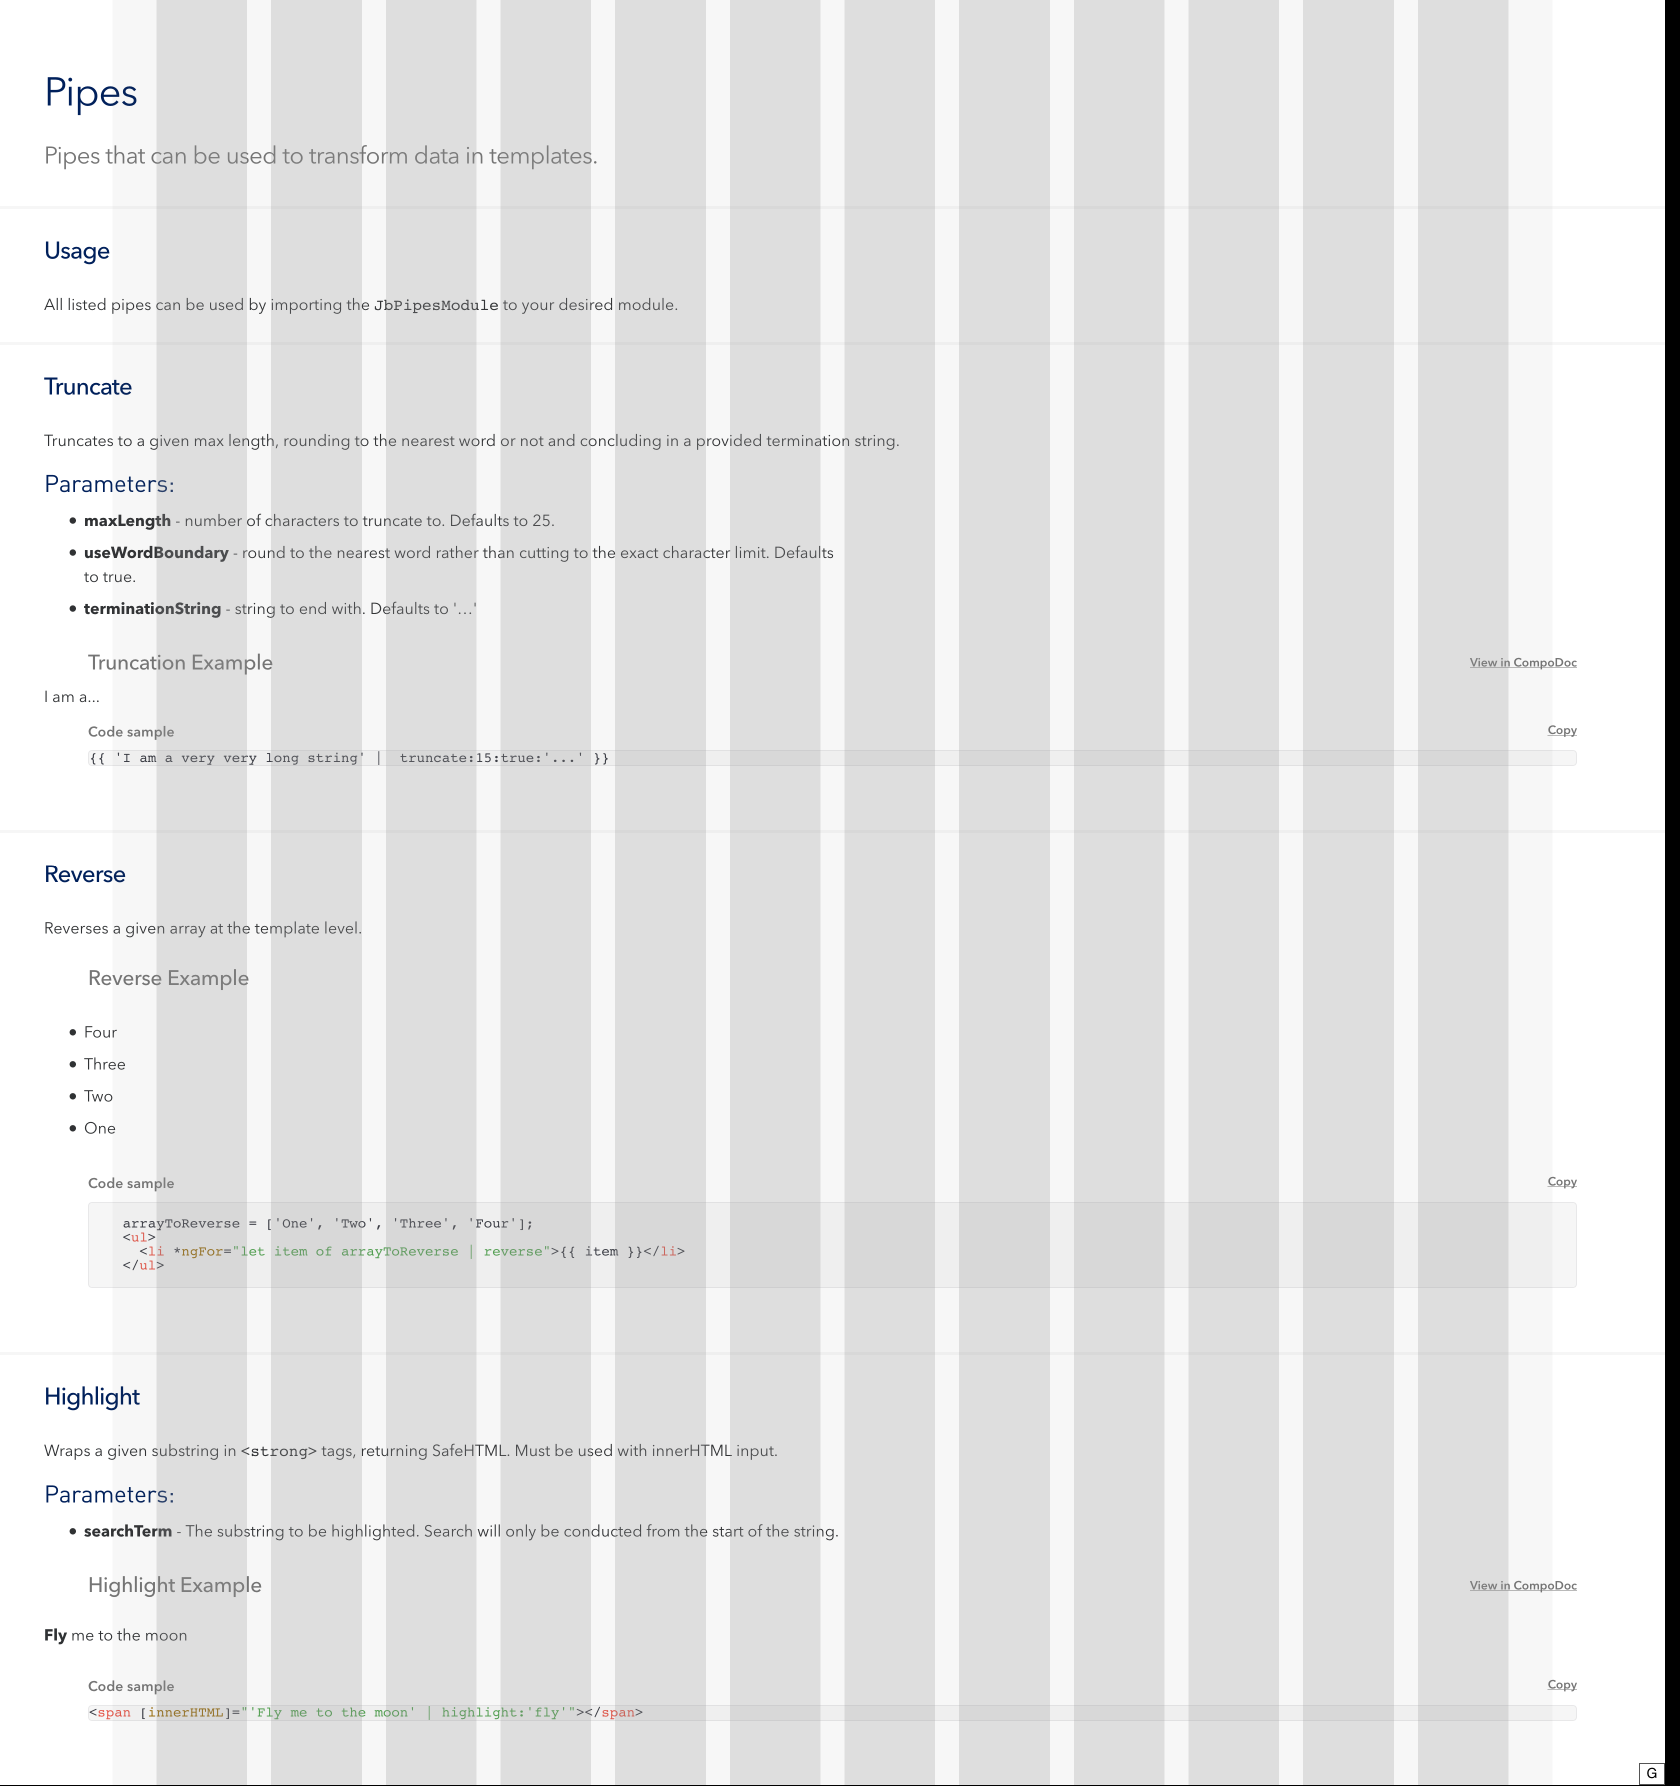 Pipes
Pipes that can be used to transform data in templates.
Usage
All listed pipes can be used by importing the JbPipesModule to your desired module.
Truncate
Truncates to a given max length, rounding to the nearest word or not and concluding in a provided termination string.
Parameters:
• maxLength - number of characters to truncate to. Defaults to 25.
• useWordBoundary - round to the nearest word rather than cutting to the exact character limit. Defaults
to true.
• terminationString - string to end with. Defaults to '…'
Truncation Example
View in CompoDoc
I am a...
Code sample
Copy
{{ 'I am a very very long string' |  truncate:15:true:'...' }}
Reverse
Reverses a given array at the template level.
Reverse Example
• Four
• Three
• Two
• One
Code sample
Copy
arrayToReverse = ['One', 'Two', 'Three', 'Four'];
<ul>
  <li *ngFor="let item of arrayToReverse | reverse">{{ item }}</li>
</ul>
Highlight
Wraps a given substring in <strong> tags, returning SafeHTML. Must be used with innerHTML input.
Parameters:
• searchTerm - The substring to be highlighted. Search will only be conducted from the start of the string.
Highlight Example
View in CompoDoc
Fly me to the moon
Code sample
Copy
<span [innerHTML]="'Fly me to the moon' | highlight:'fly'"></span>
G